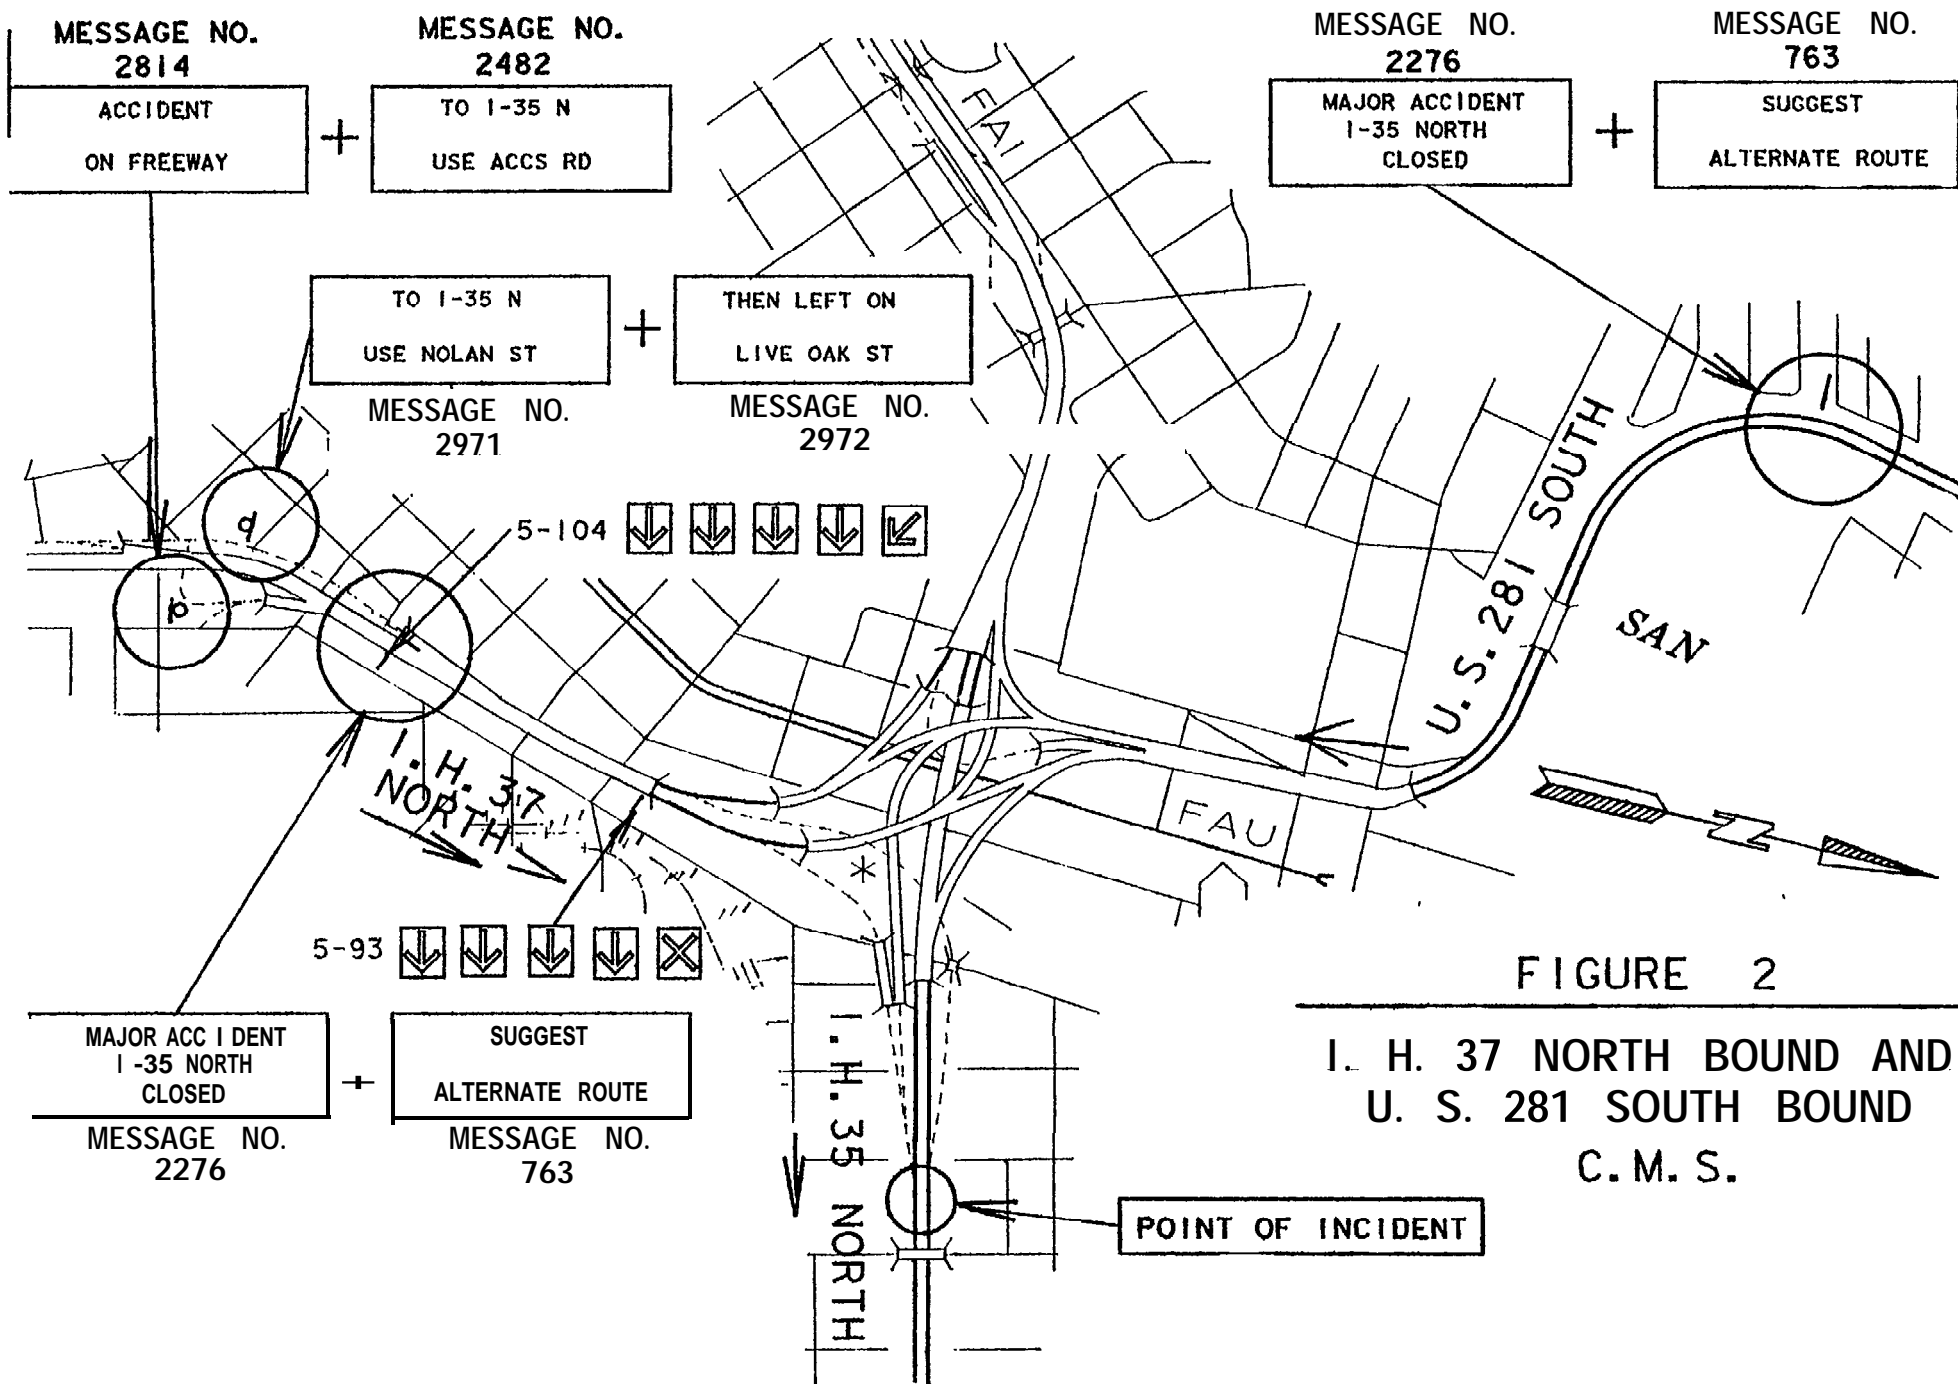 MESSAGE NO.
2814
ACCIDENT
ON FREEWAY
+
MESSAGE NO.
2482
TO I-35 N
USE ACCS RD
MESSAGE NO.
2276
MAJOR ACCIDENT
I-35 NORTH
CLOSED
+
MESSAGE NO.
763
SUGGEST
ALTERNATE ROUTE
FAI
TO I-35 N
USE NOLAN ST
MESSAGE NO.
2971
+
THEN LEFT ON
LIVE OAK ST
MESSAGE NO.
2972
d
p
5-104
U.S. 281 SOUTH
SAN
I. H. 37
NORTH
FAU
N
*
5-93
MAJOR ACC I DENT
I -35 NORTH
CLOSED
MESSAGE NO.
2276
+
SUGGEST
ALTERNATE ROUTE
MESSAGE NO.
763
I. H. 35 NORTH
POINT OF INCIDENT
FIGURE 2
I. H. 37 NORTH BOUND AND
U. S. 281 SOUTH BOUND
C. M. S.